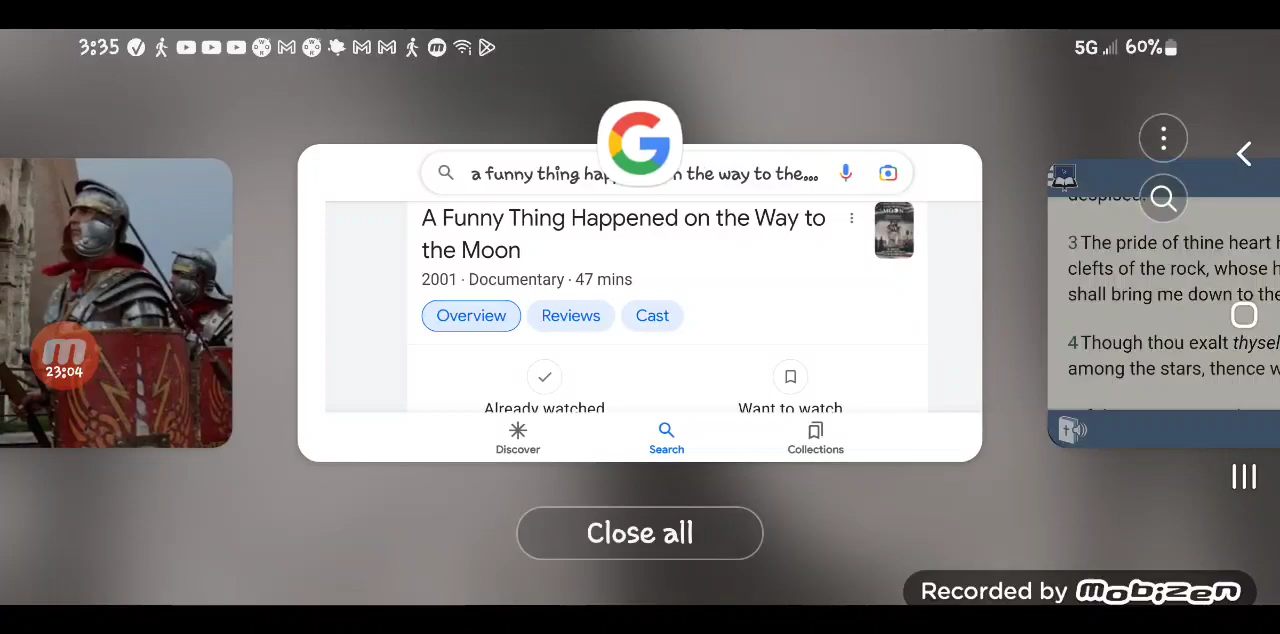 3:35
5G 60%
a funny thing hap n the way to the...
A Funny Thing Happened on the Way to
the Moon
2001 · Documentary · 47 mins
Overview Reviews Cast
Already watched Want to watch
Discover Search Collections
23:04
despised.
3 The pride of thine heart h
clefts of the rock, whose h
shall bring me down to the
4 Though thou exalt thysel
among the stars, thence w
Close all
Recorded by mobizen